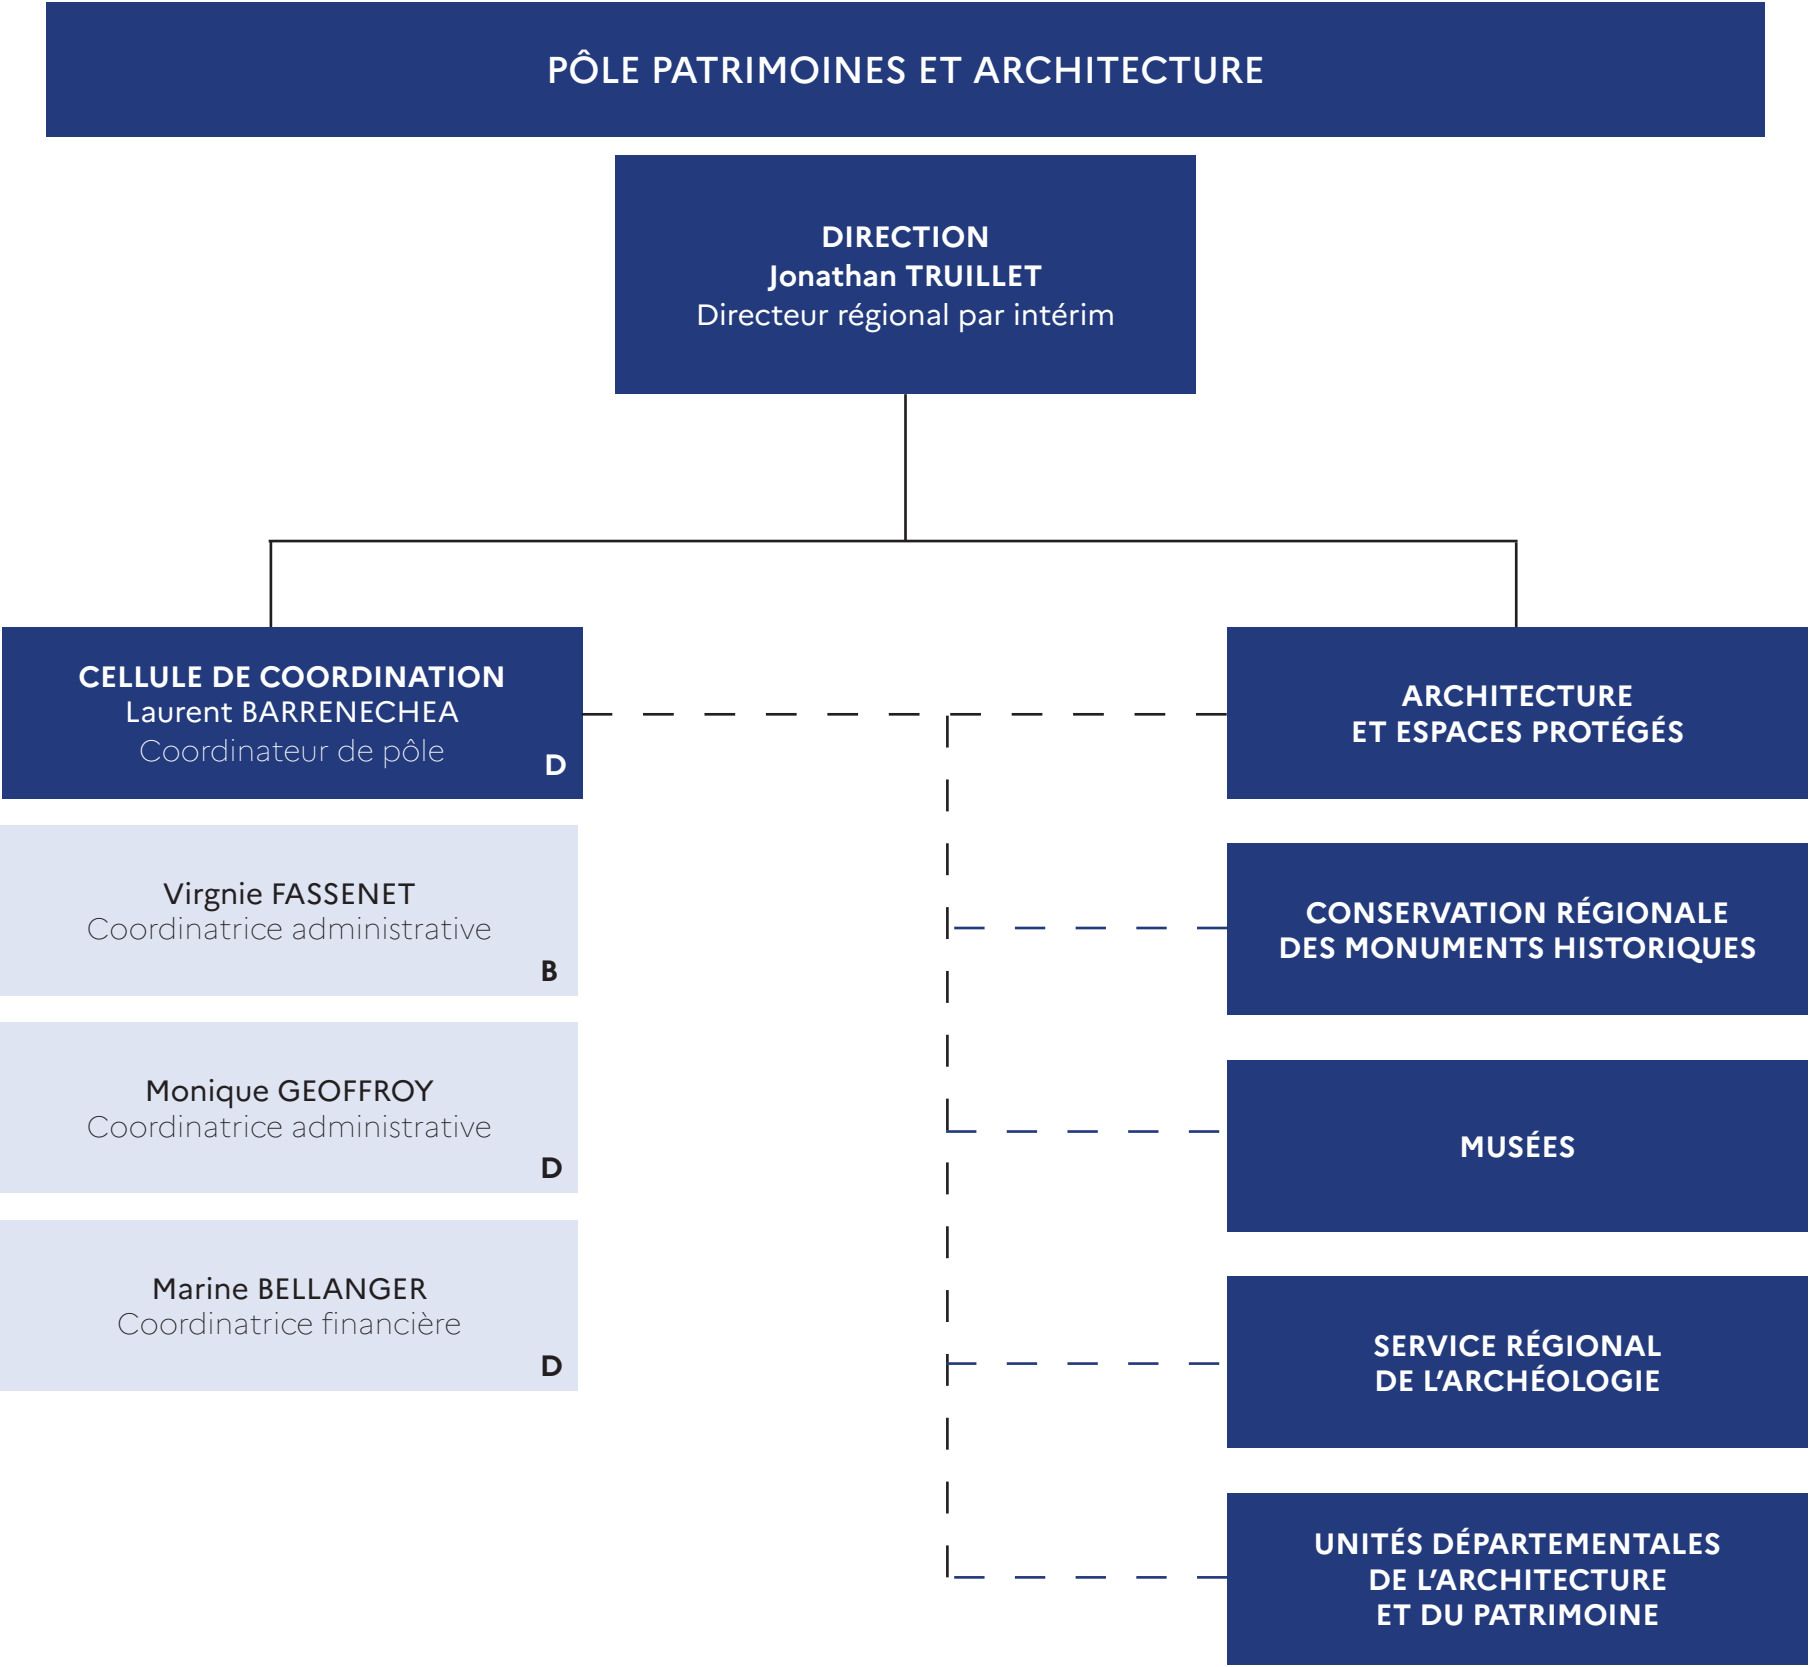 PÔLE PATRIMOINES ET ARCHITECTURE
DIRECTION
Jonathan TRUILLET
Directeur régional par intérim
CELLULE DE COORDINATION
Laurent BARRENECHEA
Coordinateur de pôle
D
Virgnie FASSENET
Coordinatrice administrative
B
Monique GEOFFROY
Coordinatrice administrative
D
Marine BELLANGER
Coordinatrice financière
D
ARCHITECTURE
ET ESPACES PROTÉGÉS
CONSERVATION RÉGIONALE
DES MONUMENTS HISTORIQUES
MUSÉES
SERVICE RÉGIONAL
DE L’ARCHÉOLOGIE
UNITÉS DÉPARTEMENTALES
DE L’ARCHITECTURE
ET DU PATRIMOINE